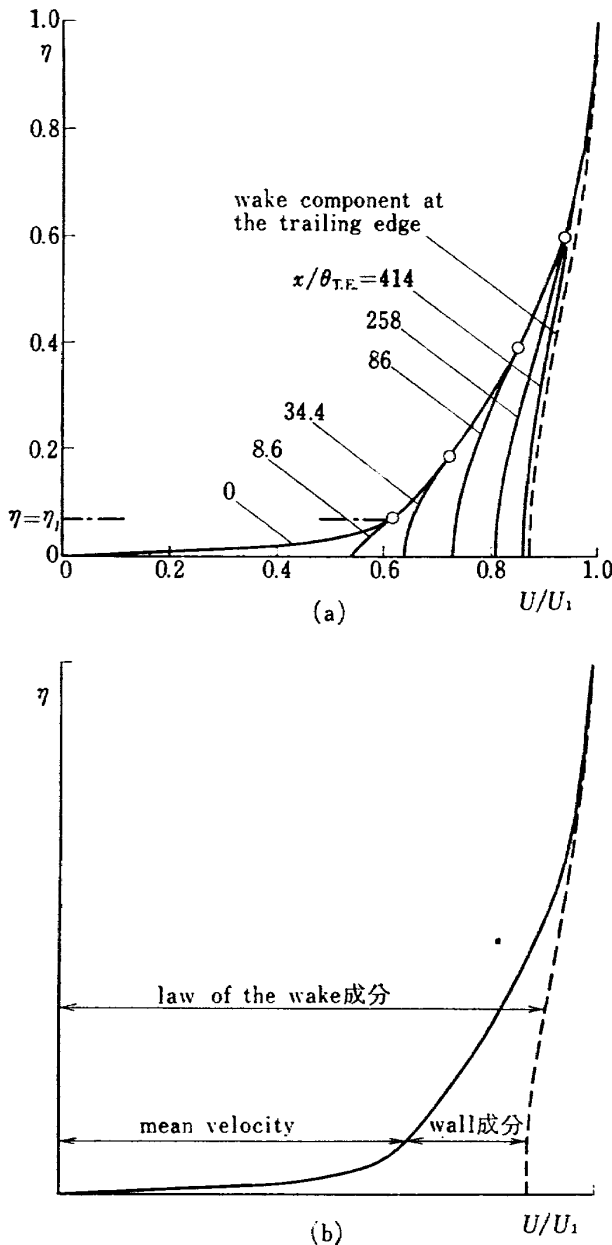 1.0
η
0.8
wake component at
the trailing edge
0.6
x/θT.E.=414
258
0.4
86
34.4
0.2
8.6
0
η=η₁
0
0 0.2 0.4 0.6 0.8 1.0
U/U₁
(a)
η
law of the wake成分
mean velocity
wall成分
U/U₁
(b)